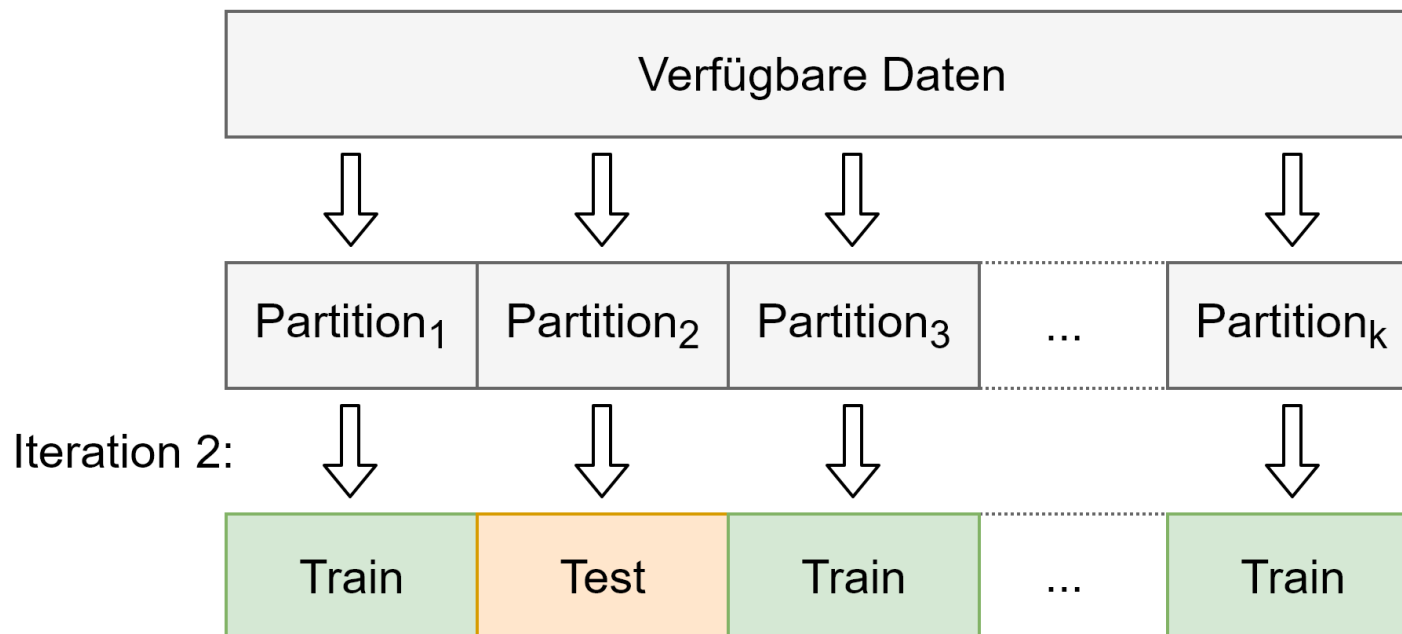 Verfügbare Daten
Partition₁ Partition₂ Partition₃ ... Partitionₖ
Iteration 2:
Train Test Train ... Train